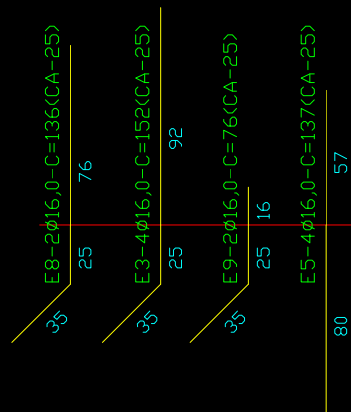 E8-2ø16,0-C=136(CA-25)
76
25
35
E3-4ø16,0-C=152(CA-25)
92
25
35
E9-2ø16,0-C=76(CA-25)
16
25
35
E5-4ø16,0-C=137(CA-25)
57
80